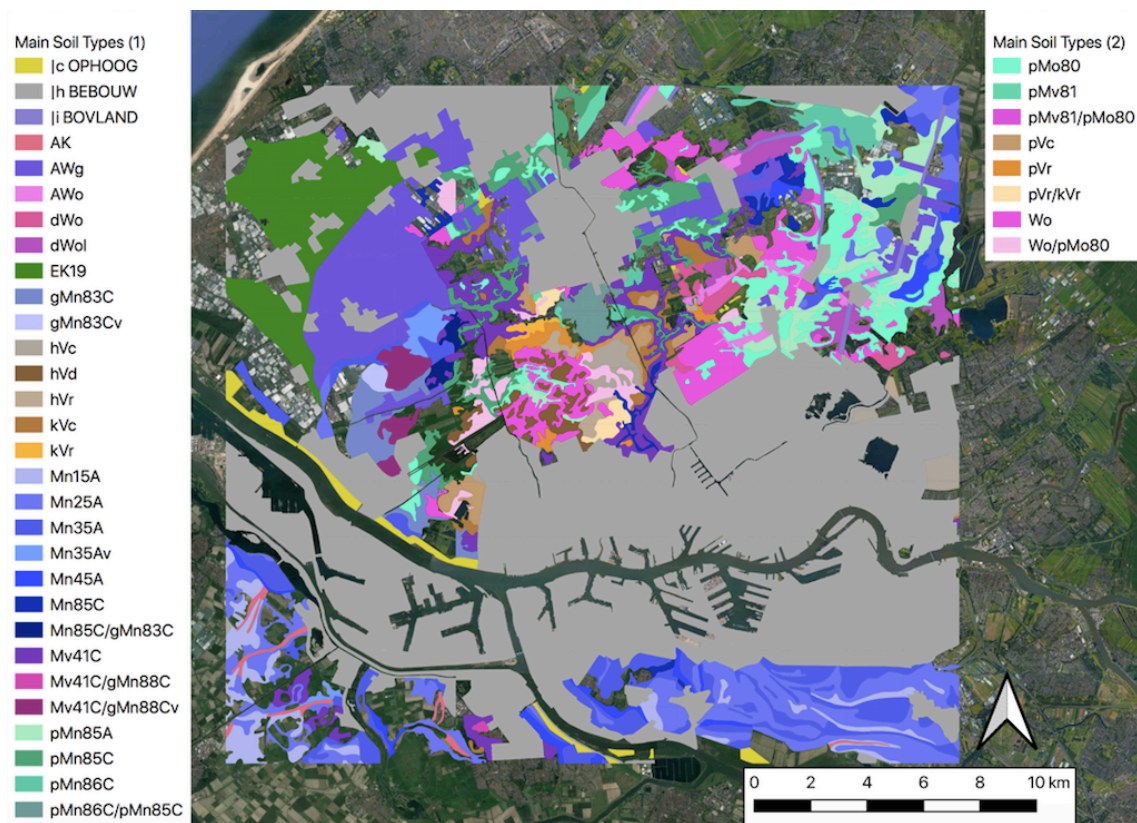 Main Soil Types (1)
|c OPHOOG
|h BEBOUW
|i BOVLAND
AK
AWg
AWo
dWo
dWol
EK19
gMn83C
gMn83Cv
hVc
hVd
hVr
kVc
kVr
Mn15A
Mn25A
Mn35A
Mn35Av
Mn45A
Mn85C
Mn85C/gMn83C
Mv41C
Mv41C/gMn88C
Mv41C/gMn88Cv
pMn85A
pMn85C
pMn86C
pMn86C/pMn85C
Main Soil Types (2)
pMo80
pMv81
pMv81/pMo80
pVc
pVr
pVr/kVr
Wo
Wo/pMo80
0 2 4 6 8 10 km